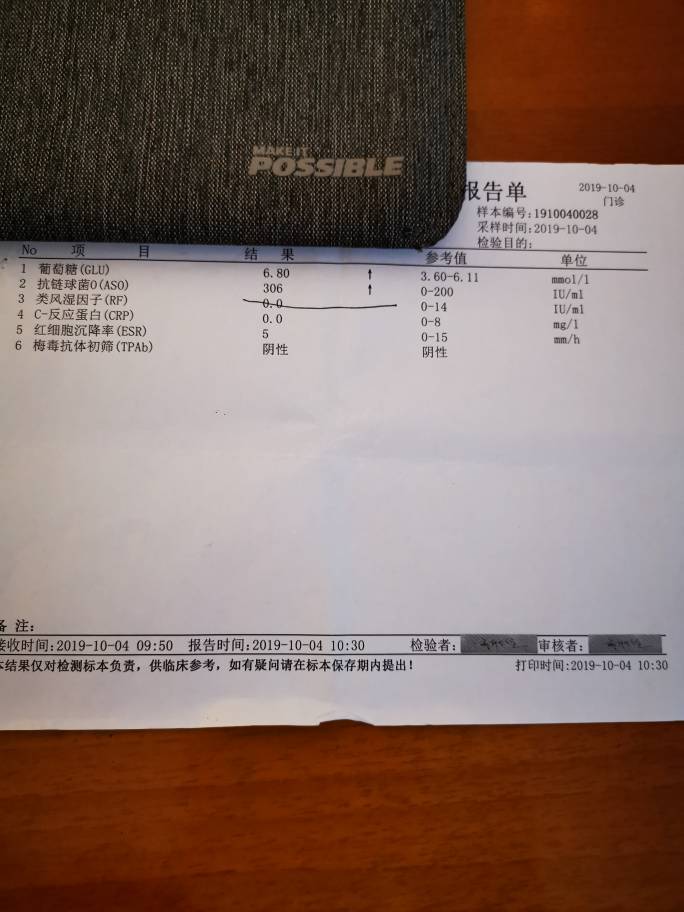 MAKE IT
POSSIBLE
报告单 2019-10-04
门诊
样本编号:1910040028
采样时间:2019-10-04
检验目的:
No 项 目 结 果 参考值 单位
1 葡萄糖(GLU) 6.80 ↑ 3.60-6.11 mmol/l
2 抗链球菌O(ASO) 306 ↑ 0-200 IU/ml
3 类风湿因子(RF) 0.0 0-14 IU/ml
4 C-反应蛋白(CRP) 0.0 0-8 mg/l
5 红细胞沉降率(ESR) 5 0-15 mm/h
6 梅毒抗体初筛(TPAb) 阴性 阴性
备 注:
接收时间:2019-10-04 09:50 报告时间:2019-10-04 10:30 检验者: 审核者:
本结果仅对检测标本负责，供临床参考，如有疑问请在标本保存期内提出! 打印时间:2019-10-04 10:30